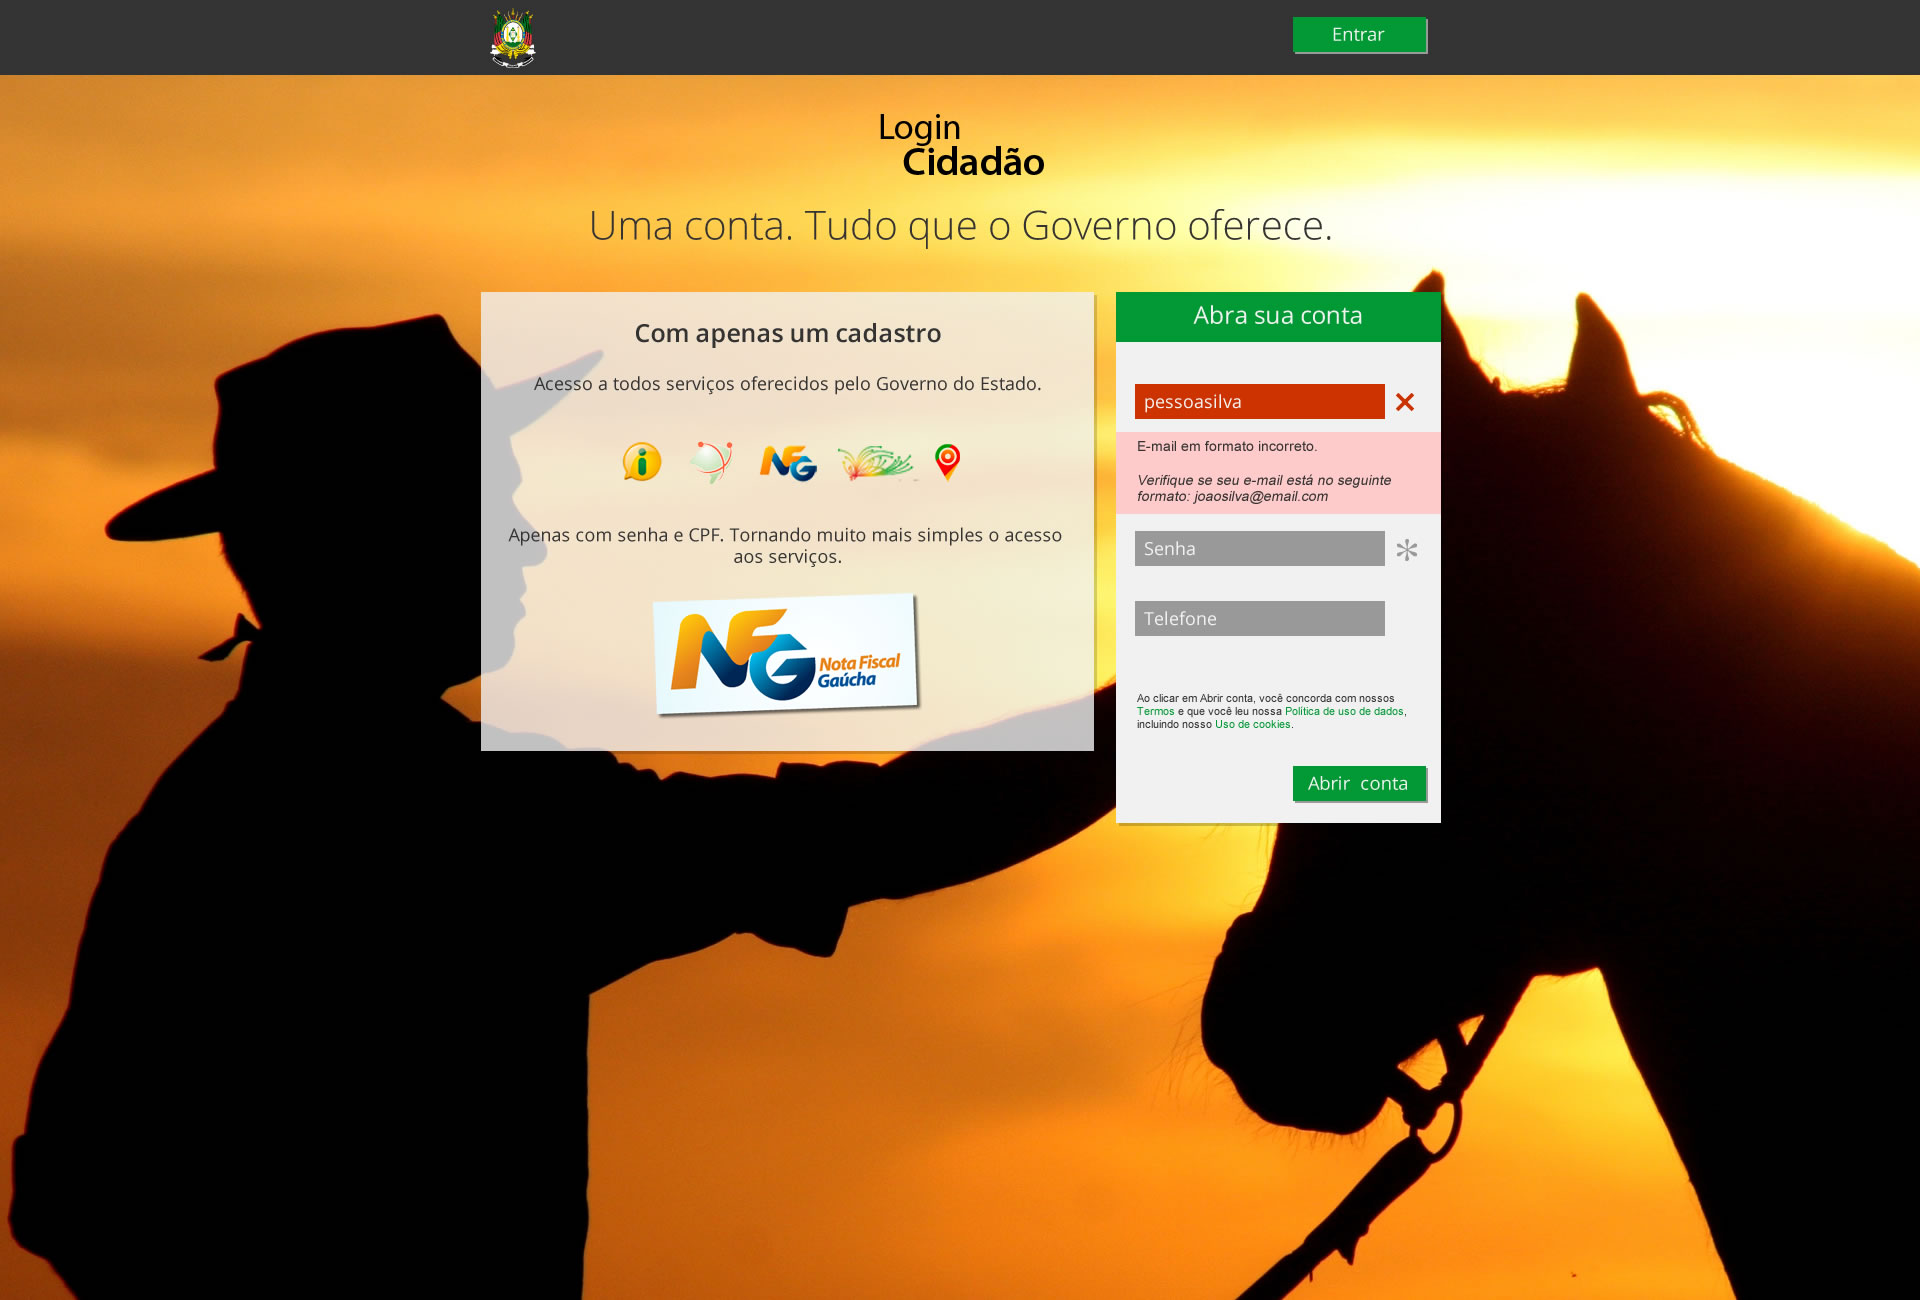 Entrar
Login
Cidadão
Uma conta. Tudo que o Governo oferece.
Com apenas um cadastro
Acesso a todos serviços oferecidos pelo Governo do Estado.
NFG
Apenas com senha e CPF. Tornando muito mais simples o acesso
aos serviços.
NFG Nota Fiscal
Gaúcha
Abra sua conta
pessoasilva
E-mail em formato incorreto.
Verifique se seu e-mail está no seguinte
formato: joaosilva@email.com
Senha
Telefone
Ao clicar em Abrir conta, você concorda com nossos
Termos e que você leu nossa Política de uso de dados,
incluindo nosso Uso de cookies.
Abrir conta